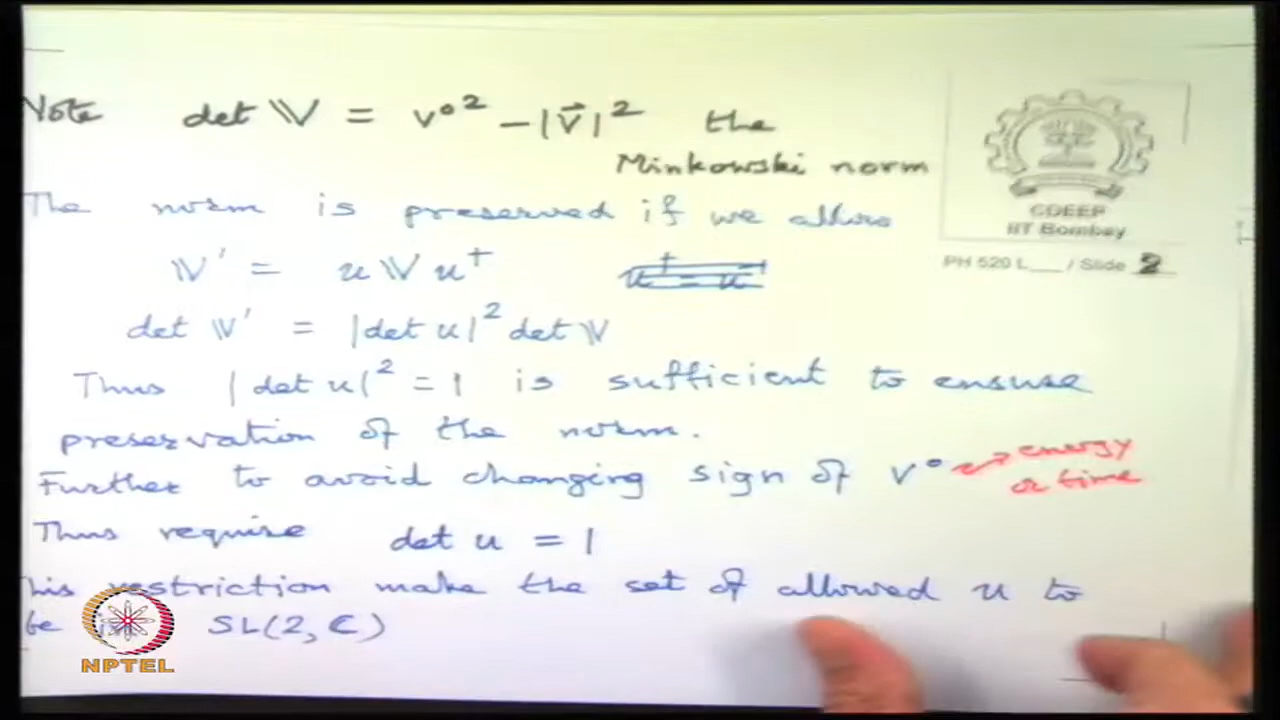 Note det 𝕍 = v⁰² − |v⃗|² the
Minkowski norm
The norm is preserved if we allow
𝕍' = u 𝕍 u†
det 𝕍' = |det u|² det 𝕍
Thus |det u|² = 1 is sufficient to ensure
preservation of the norm.
Further to avoid changing sign of v⁰ energy
or time
Thus require det u = 1
This restriction make the set of allowed u to
be SL(2, ℂ)
CDEEP
IIT Bombay
PH 520 L___ / Slide 2
NPTEL